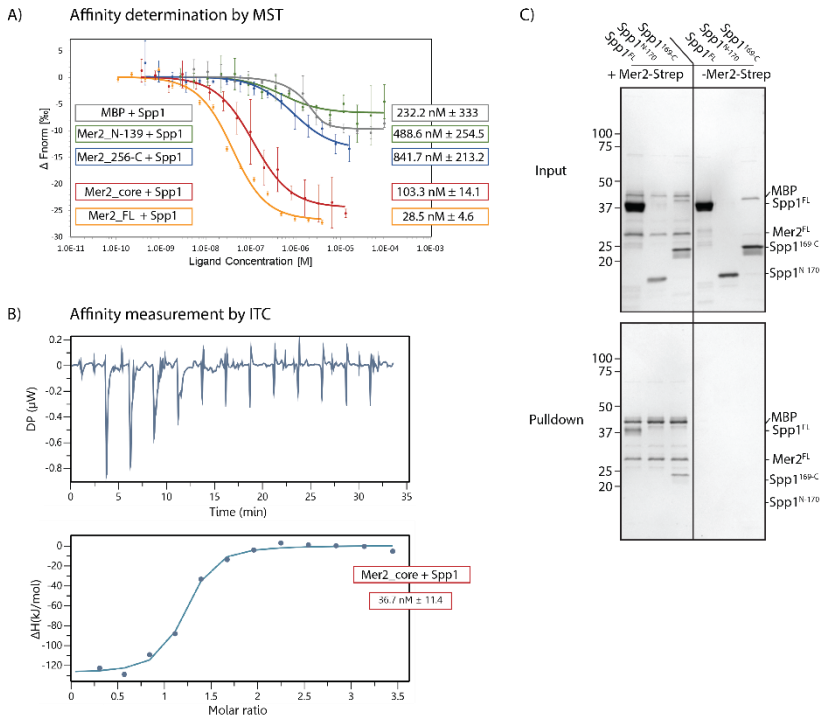 A) Affinity determination by MST
5
0
-5
-10
-15
-20
-25
-30
Δ Fnorm [‰]
MBP + Spp1 232.2 nM ± 333
Mer2_N-139 + Spp1 488.6 nM ± 254.5
Mer2_256-C + Spp1 841.7 nM ± 213.2
Mer2_core + Spp1 103.3 nM ± 14.1
Mer2_FL + Spp1 28.5 nM ± 4.6
1.0E-11 1.0E-10 1.0E-09 1.0E-08 1.0E-07 1.0E-06 1.0E-05 1.0E-04 1.0E-03
Ligand Concentration [M]
B) Affinity measurement by ITC
0.2
0
-0.2
-0.4
-0.6
-0.8
DP (µW)
0 5 10 15 20 25 30 35
Time (min)
0
-20
-40
-60
-80
-100
-120
ΔH(kJ/mol)
Mer2_core + Spp1
36.7 nM ± 11.4
0 0.5 1 1.5 2 2.5 3 3.5
Molar ratio
C)
Spp1FL Spp1N-170 Spp1169-C Spp1FL Spp1N-170 Spp1169-C
+ Mer2-Strep -Mer2-Strep
Input
100
75
50
37
25
20
MBP
Spp1FL
Mer2FL
Spp1169-C
Spp1N-170
Pulldown
100
75
50
37
25
20
MBP
Spp1FL
Mer2FL
Spp1169-C
Spp1N-170